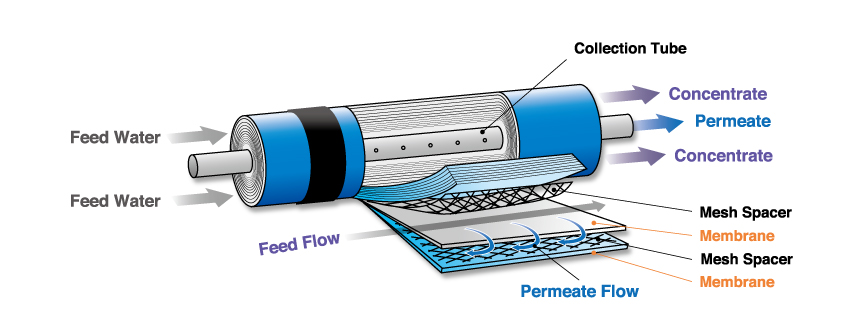 Collection Tube
Concentrate
Feed Water
Permeate
Concentrate
Feed Water
Mesh Spacer
Feed Flow
Membrane
Mesh Spacer
Membrane
Permeate Flow